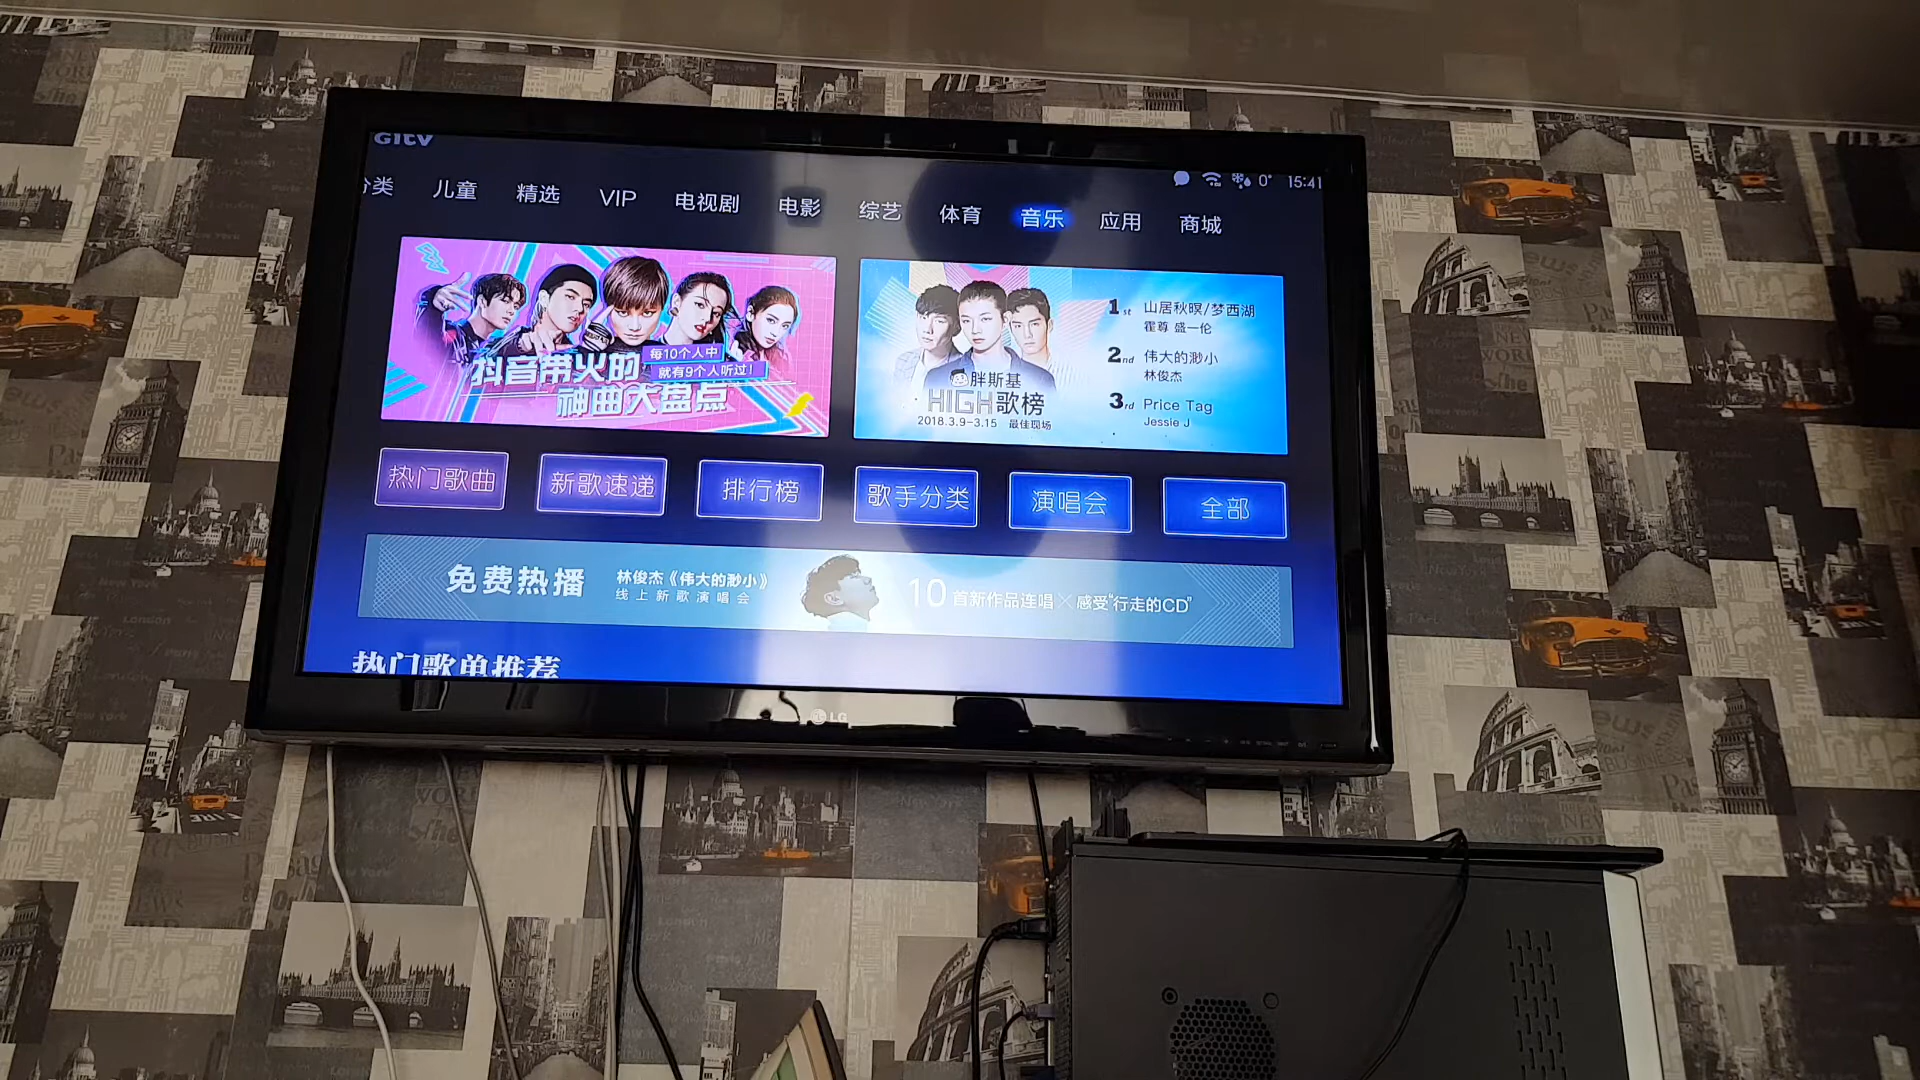 GITV
0° 15:41
分类 儿童 精选 VIP 电视剧 电影 综艺 体育 音乐 应用 商城
抖音带火的
每10个人中
就有9个人听过!
神曲大盘点
胖斯基
HIGH歌榜
2018.3.9-3.15 最佳现场
1st 山居秋暝/梦西湖
霍尊 盛一伦
2nd 伟大的渺小
林俊杰
3rd Price Tag
Jessie J
热门歌曲 新歌速递 排行榜 歌手分类 演唱会 全部
免费热播
林俊杰《伟大的渺小》
线上新歌演唱会
10首新作品连唱×感受“行走的CD”
热门歌单推荐
LG